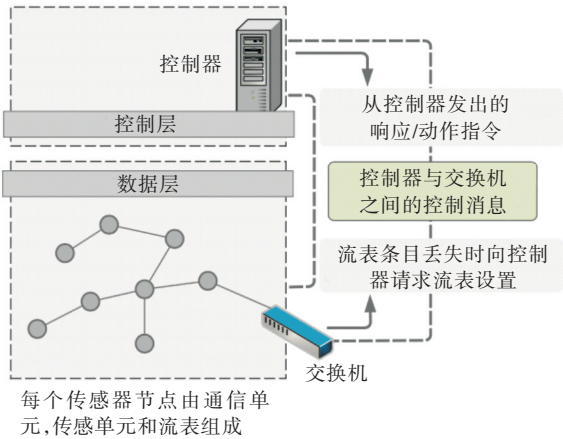 控制器
控制层
从控制器发出的
响应/动作指令
数据层
控制器与交换机
之间的控制消息
流表条目丢失时向控制
器请求流表设置
交换机
每个传感器节点由通信单
元,传感单元和流表组成